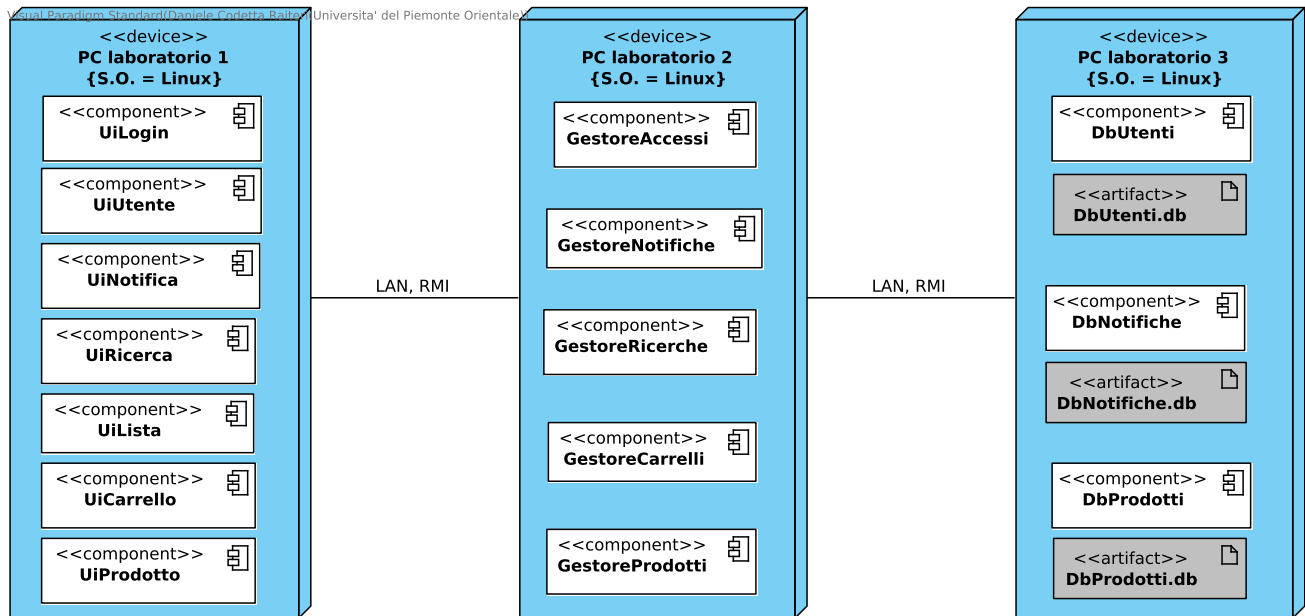 Visual Paradigm Standard(Daniele Codetta Raiteri(Universita' del Piemonte Orientale))
<<device>>
PC laboratorio 1
{S.O. = Linux}
<<component>>
UiLogin
<<component>>
UiUtente
<<component>>
UiNotifica
<<component>>
UiRicerca
<<component>>
UiLista
<<component>>
UiCarrello
<<component>>
UiProdotto
LAN, RMI
<<device>>
PC laboratorio 2
{S.O. = Linux}
<<component>>
GestoreAccessi
<<component>>
GestoreNotifiche
<<component>>
GestoreRicerche
<<component>>
GestoreCarrelli
<<component>>
GestoreProdotti
LAN, RMI
<<device>>
PC laboratorio 3
{S.O. = Linux}
<<component>>
DbUtenti
<<artifact>>
DbUtenti.db
<<component>>
DbNotifiche
<<artifact>>
DbNotifiche.db
<<component>>
DbProdotti
<<artifact>>
DbProdotti.db